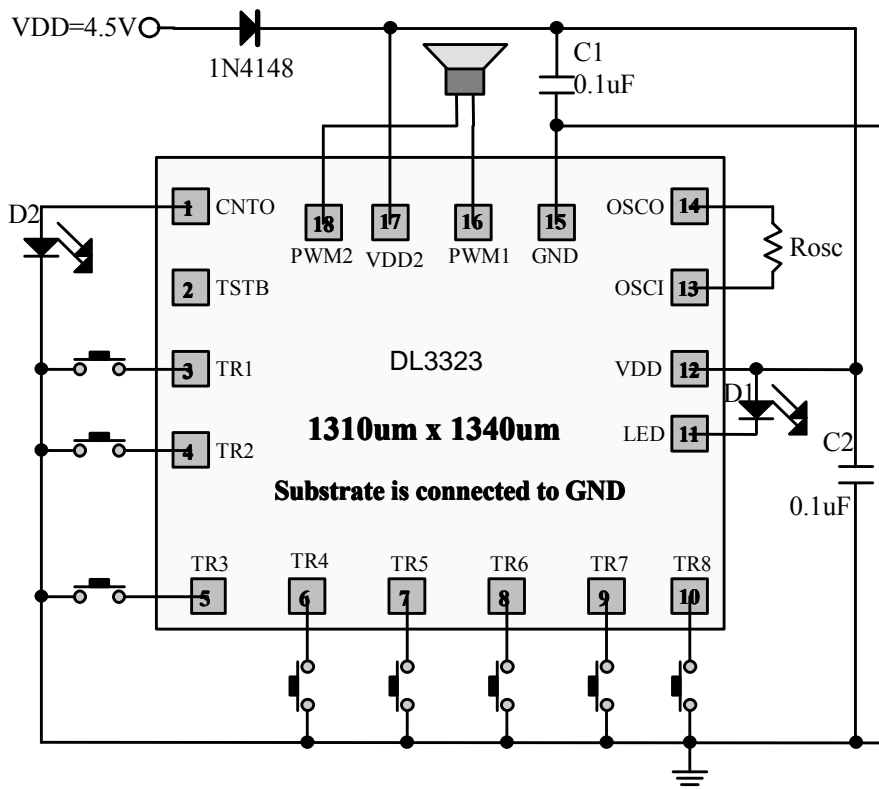 VDD=4.5V
1N4148
C1
0.1uF
D2
1 CNTO
18
PWM2
17
VDD2
16
PWM1
15
GND
OSCO 14
Rosc
2 TSTB
OSCI 13
3 TR1
DL3323
VDD 12
D1
4 TR2
1310um x 1340um
LED 11
C2
0.1uF
Substrate is connected to GND
TR3
5
TR4
6
TR5
7
TR6
8
TR7
9
TR8
10